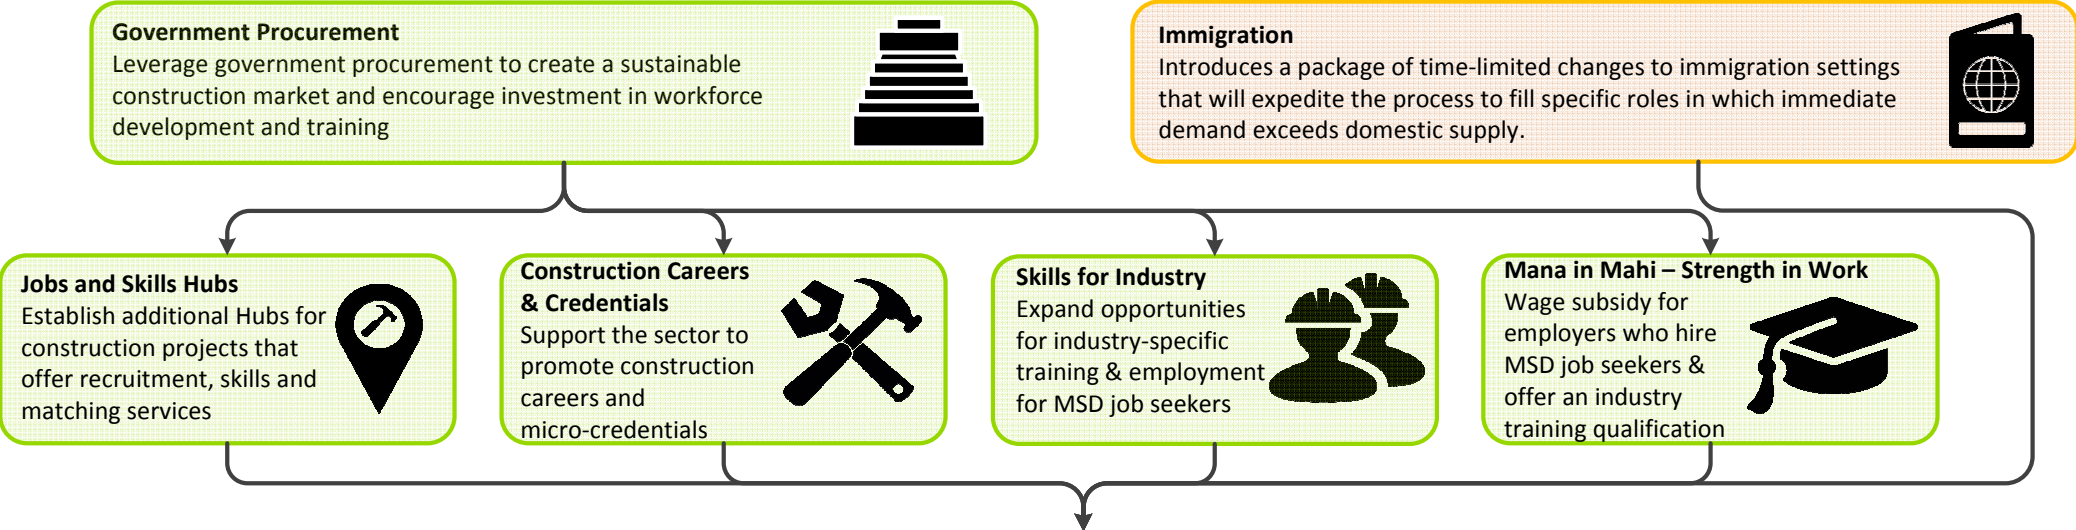 Government Procurement
Leverage government procurement to create a sustainable
construction market and encourage investment in workforce
development and training
Immigration
Introduces a package of time-limited changes to immigration settings
that will expedite the process to fill specific roles in which immediate
demand exceeds domestic supply.
Jobs and Skills Hubs
Establish additional Hubs for
construction projects that
offer recruitment, skills and
matching services
Construction Careers
& Credentials
Support the sector to
promote construction
careers and
micro-credentials
Skills for Industry
Expand opportunities
for industry-specific
training & employment
for MSD job seekers
Mana in Mahi – Strength in Work
Wage subsidy for
employers who hire
MSD job seekers &
offer an industry
training qualification